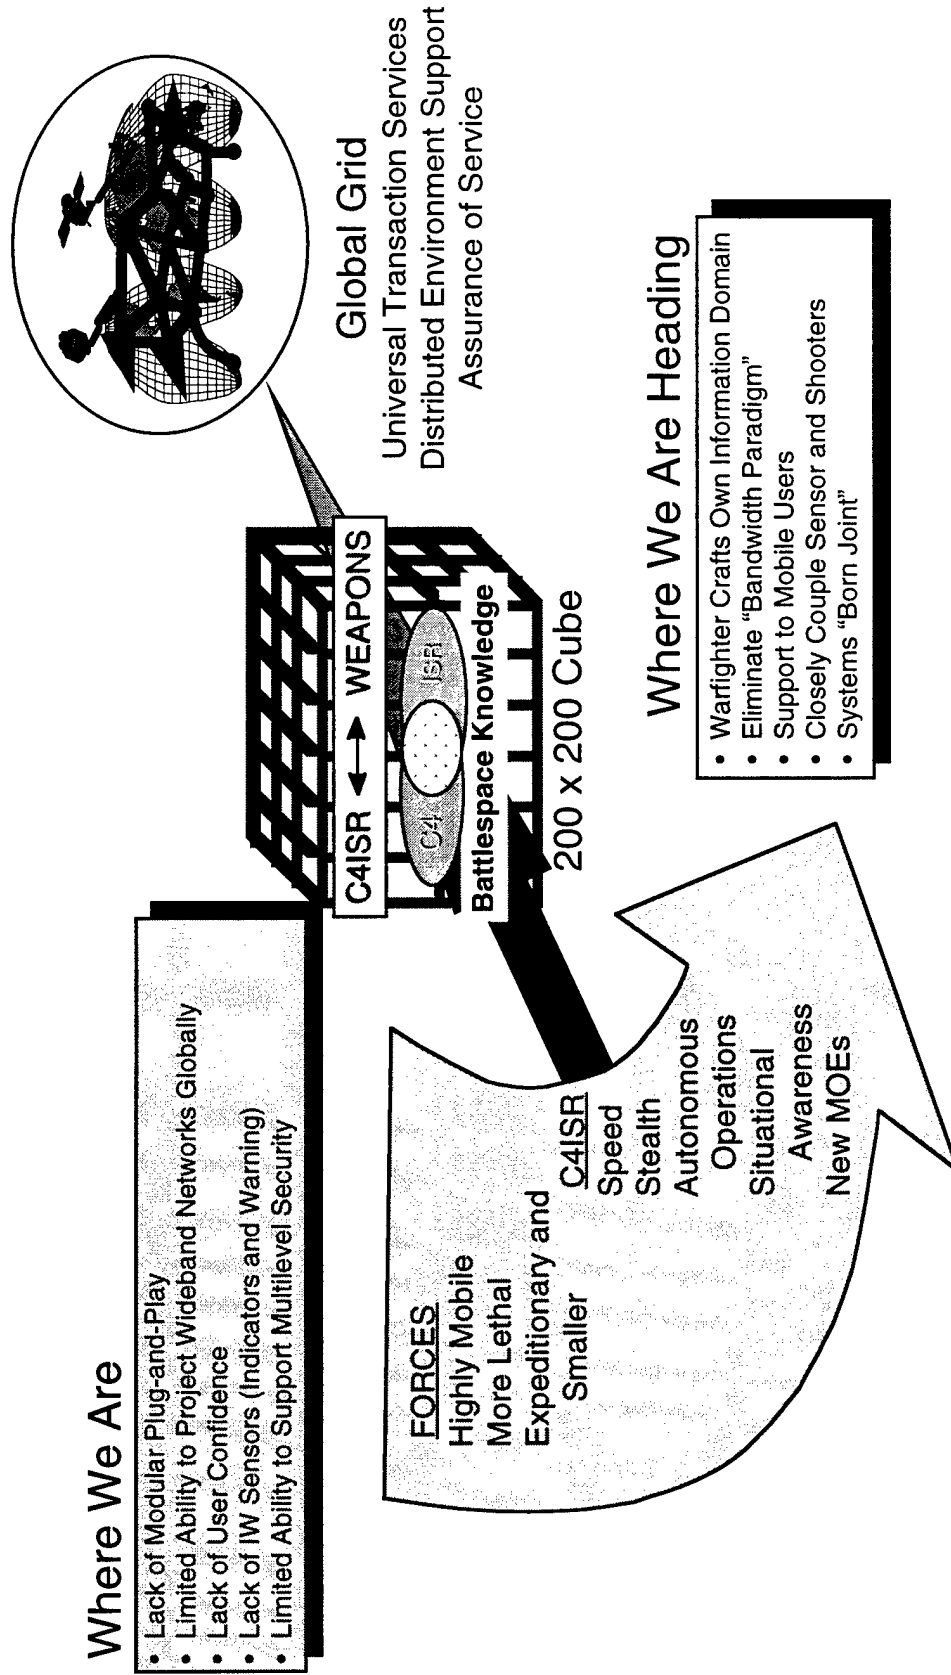 Where We Are
• Lack of Modular Plug-and-Play
• Limited Ability to Project Wideband Networks Globally
• Lack of User Confidence
• Lack of IW Sensors (Indicators and Warning)
• Limited Ability to Support Multilevel Security
Global Grid
Universal Transaction Services
Distributed Environment Support
Assurance of Service
C4ISR WEAPONS
C4 ISR
Battlespace Knowledge
200 x 200 Cube
FORCES
Highly Mobile
More Lethal
Expeditionary and
Smaller
C4ISR
Speed
Stealth
Autonomous
Operations
Situational
Awareness
New MOEs
Where We Are Heading
• Warfighter Crafts Own Information Domain
• Eliminate “Bandwidth Paradigm”
• Support to Mobile Users
• Closely Couple Sensor and Shooters
• Systems “Born Joint”